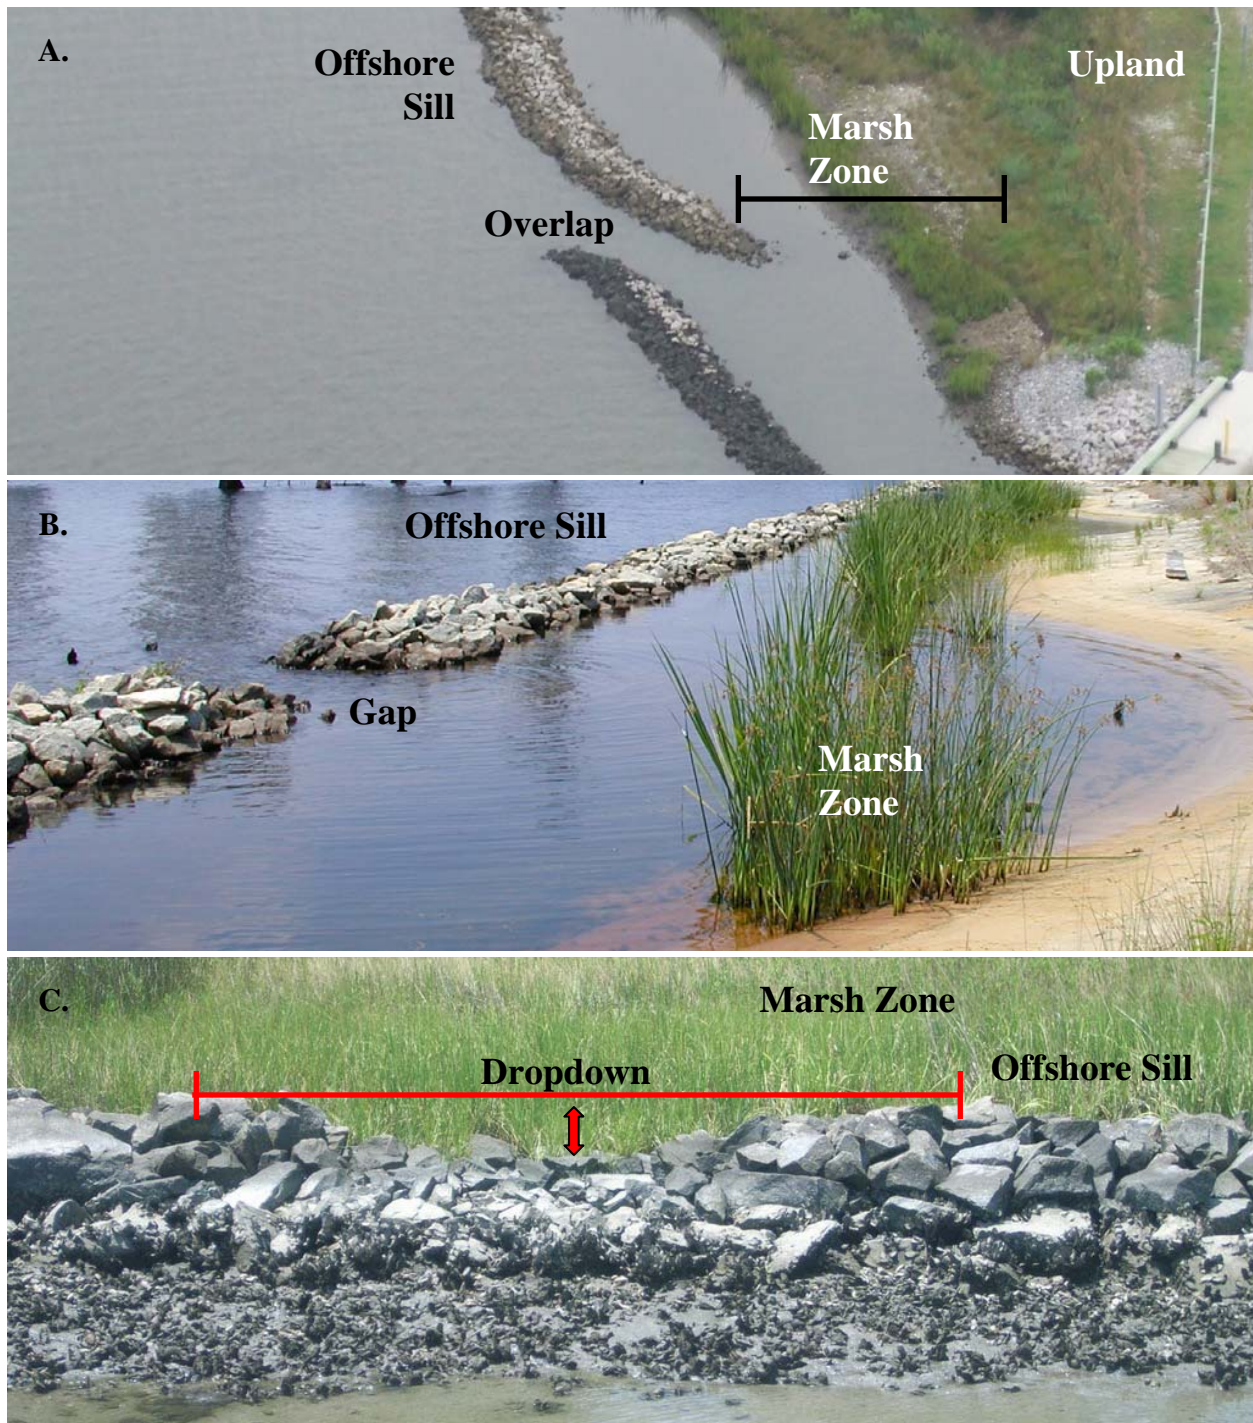 A.
Offshore
Sill
Upland
Marsh
Zone
Overlap
B.
Offshore Sill
Gap
Marsh
Zone
C.
Marsh Zone
Dropdown
Offshore Sill